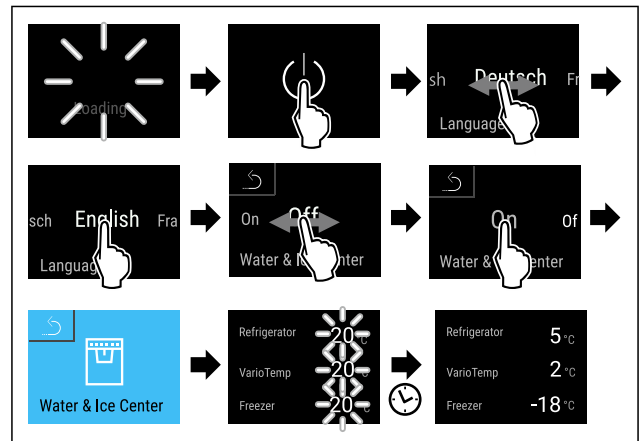 Loading
sh Deutsch Fr
Language
sch English Fra
Language
On Off
Water & Ice Center
On Of
Water & Ice Center
Water & Ice Center
Refrigerator 20 °C
VarioTemp 20 °C
Freezer 20 °C
Refrigerator 5 °C
VarioTemp 2 °C
Freezer -18 °C